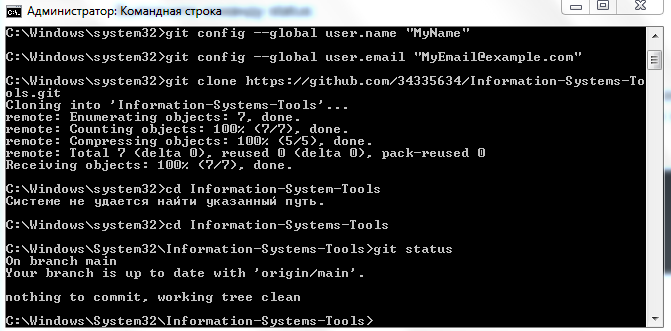 Администратор: Командная строка
C:\Windows\system32>git config --global user.name "MyName"
C:\Windows\system32>git config --global user.email "MyEmail@example.com"
C:\Windows\system32>git clone https://github.com/34335634/Information-Systems-To
ols.git
Cloning into 'Information-Systems-Tools'...
remote: Enumerating objects: 7, done.
remote: Counting objects: 100% (7/7), done.
remote: Compressing objects: 100% (5/5), done.
remote: Total 7 (delta 0), reused 0 (delta 0), pack-reused 0
Receiving objects: 100% (7/7), done.
C:\Windows\system32>cd Information-System-Tools
Системе не удается найти указанный путь.
C:\Windows\system32>cd Information-Systems-Tools
C:\Windows\System32\Information-Systems-Tools>git status
On branch main
Your branch is up to date with 'origin/main'.
nothing to commit, working tree clean
C:\Windows\System32\Information-Systems-Tools>